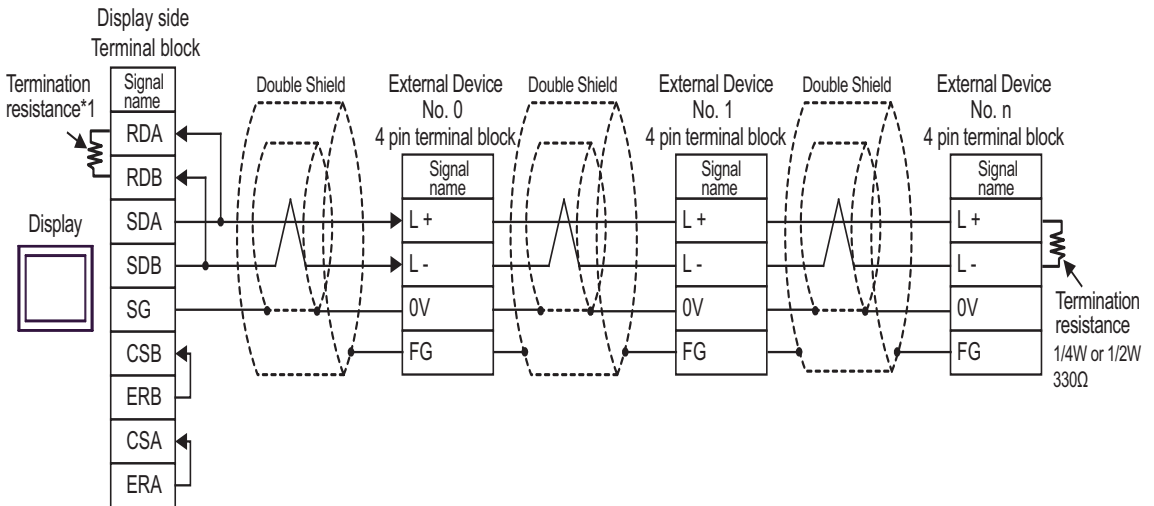 Display side
Terminal block
Termination
resistance*1
Signal
name
RDA
RDB
SDA
SDB
SG
CSB
ERB
CSA
ERA
Display
Double Shield
External Device
No. 0
4 pin terminal block
Signal
name
L +
L -
0V
FG
Double Shield
External Device
No. 1
4 pin terminal block
Signal
name
L +
L -
0V
FG
Double Shield
External Device
No. n
4 pin terminal block
Signal
name
L +
L -
0V
FG
Termination
resistance
1/4W or 1/2W
330Ω